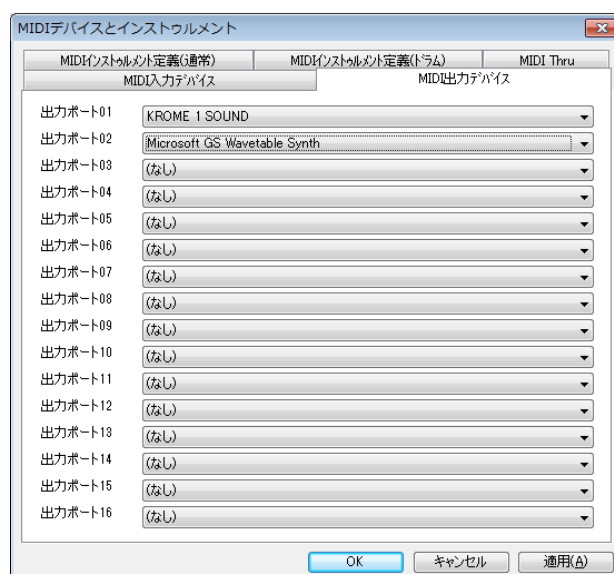 MIDIデバイスとインストゥルメント
MIDIインストゥルメント定義(通常)
MIDIインストゥルメント定義(ドラム)
MIDI Thru
MIDI入力デバイス
MIDI出力デバイス
出力ポート01 KROME 1 SOUND
出力ポート02 Microsoft GS Wavetable Synth
出力ポート03 (なし)
出力ポート04 (なし)
出力ポート05 (なし)
出力ポート06 (なし)
出力ポート07 (なし)
出力ポート08 (なし)
出力ポート09 (なし)
出力ポート10 (なし)
出力ポート11 (なし)
出力ポート12 (なし)
出力ポート13 (なし)
出力ポート14 (なし)
出力ポート15 (なし)
出力ポート16 (なし)
OK キャンセル 適用(A)